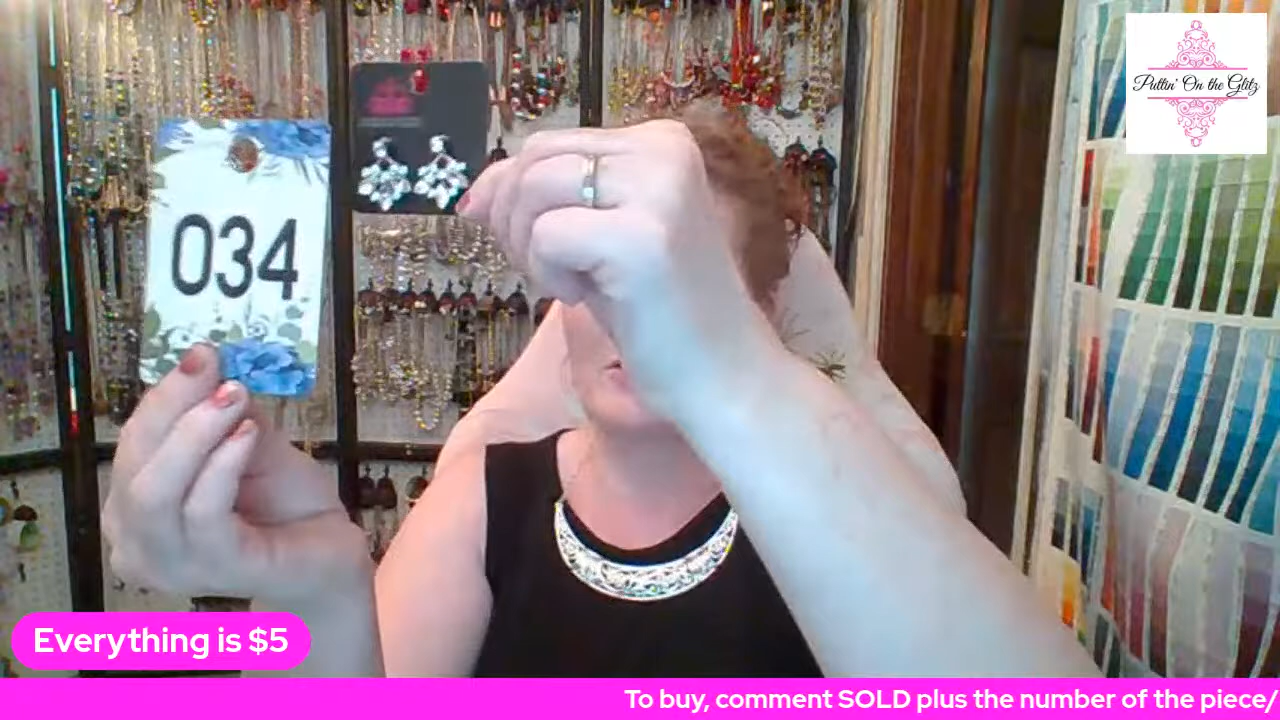 Puttin' On the Glitz
034
Everything is $5
To buy, comment SOLD plus the number of the piece/